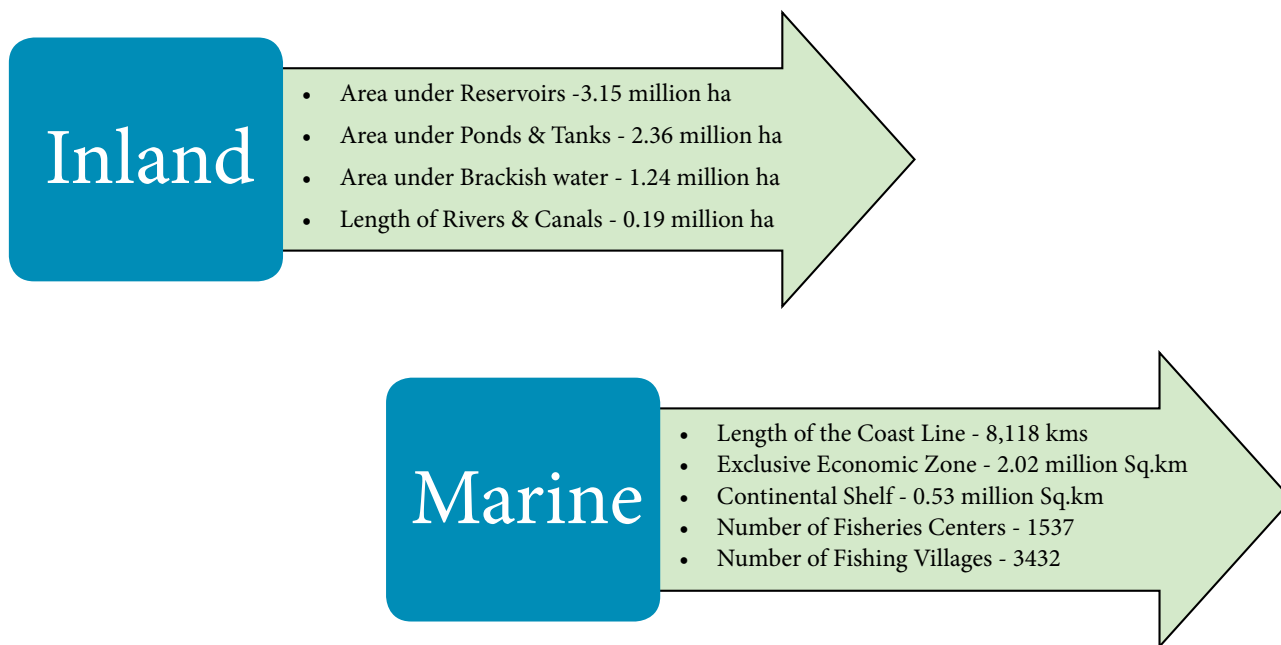 Inland
• Area under Reservoirs -3.15 million ha
• Area under Ponds & Tanks - 2.36 million ha
• Area under Brackish water - 1.24 million ha
• Length of Rivers & Canals - 0.19 million ha
Marine
• Length of the Coast Line - 8,118 kms
• Exclusive Economic Zone - 2.02 million Sq.km
• Continental Shelf - 0.53 million Sq.km
• Number of Fisheries Centers - 1537
• Number of Fishing Villages - 3432